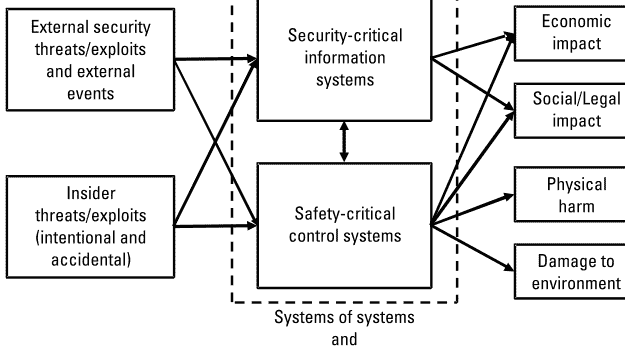 External security
threats/exploits
and external
events
Insider
threats/exploits
(intentional and
accidental)
Security-critical
information
systems
Safety-critical
control systems
Systems of systems
and
Economic
impact
Social/Legal
impact
Physical
harm
Damage to
environment